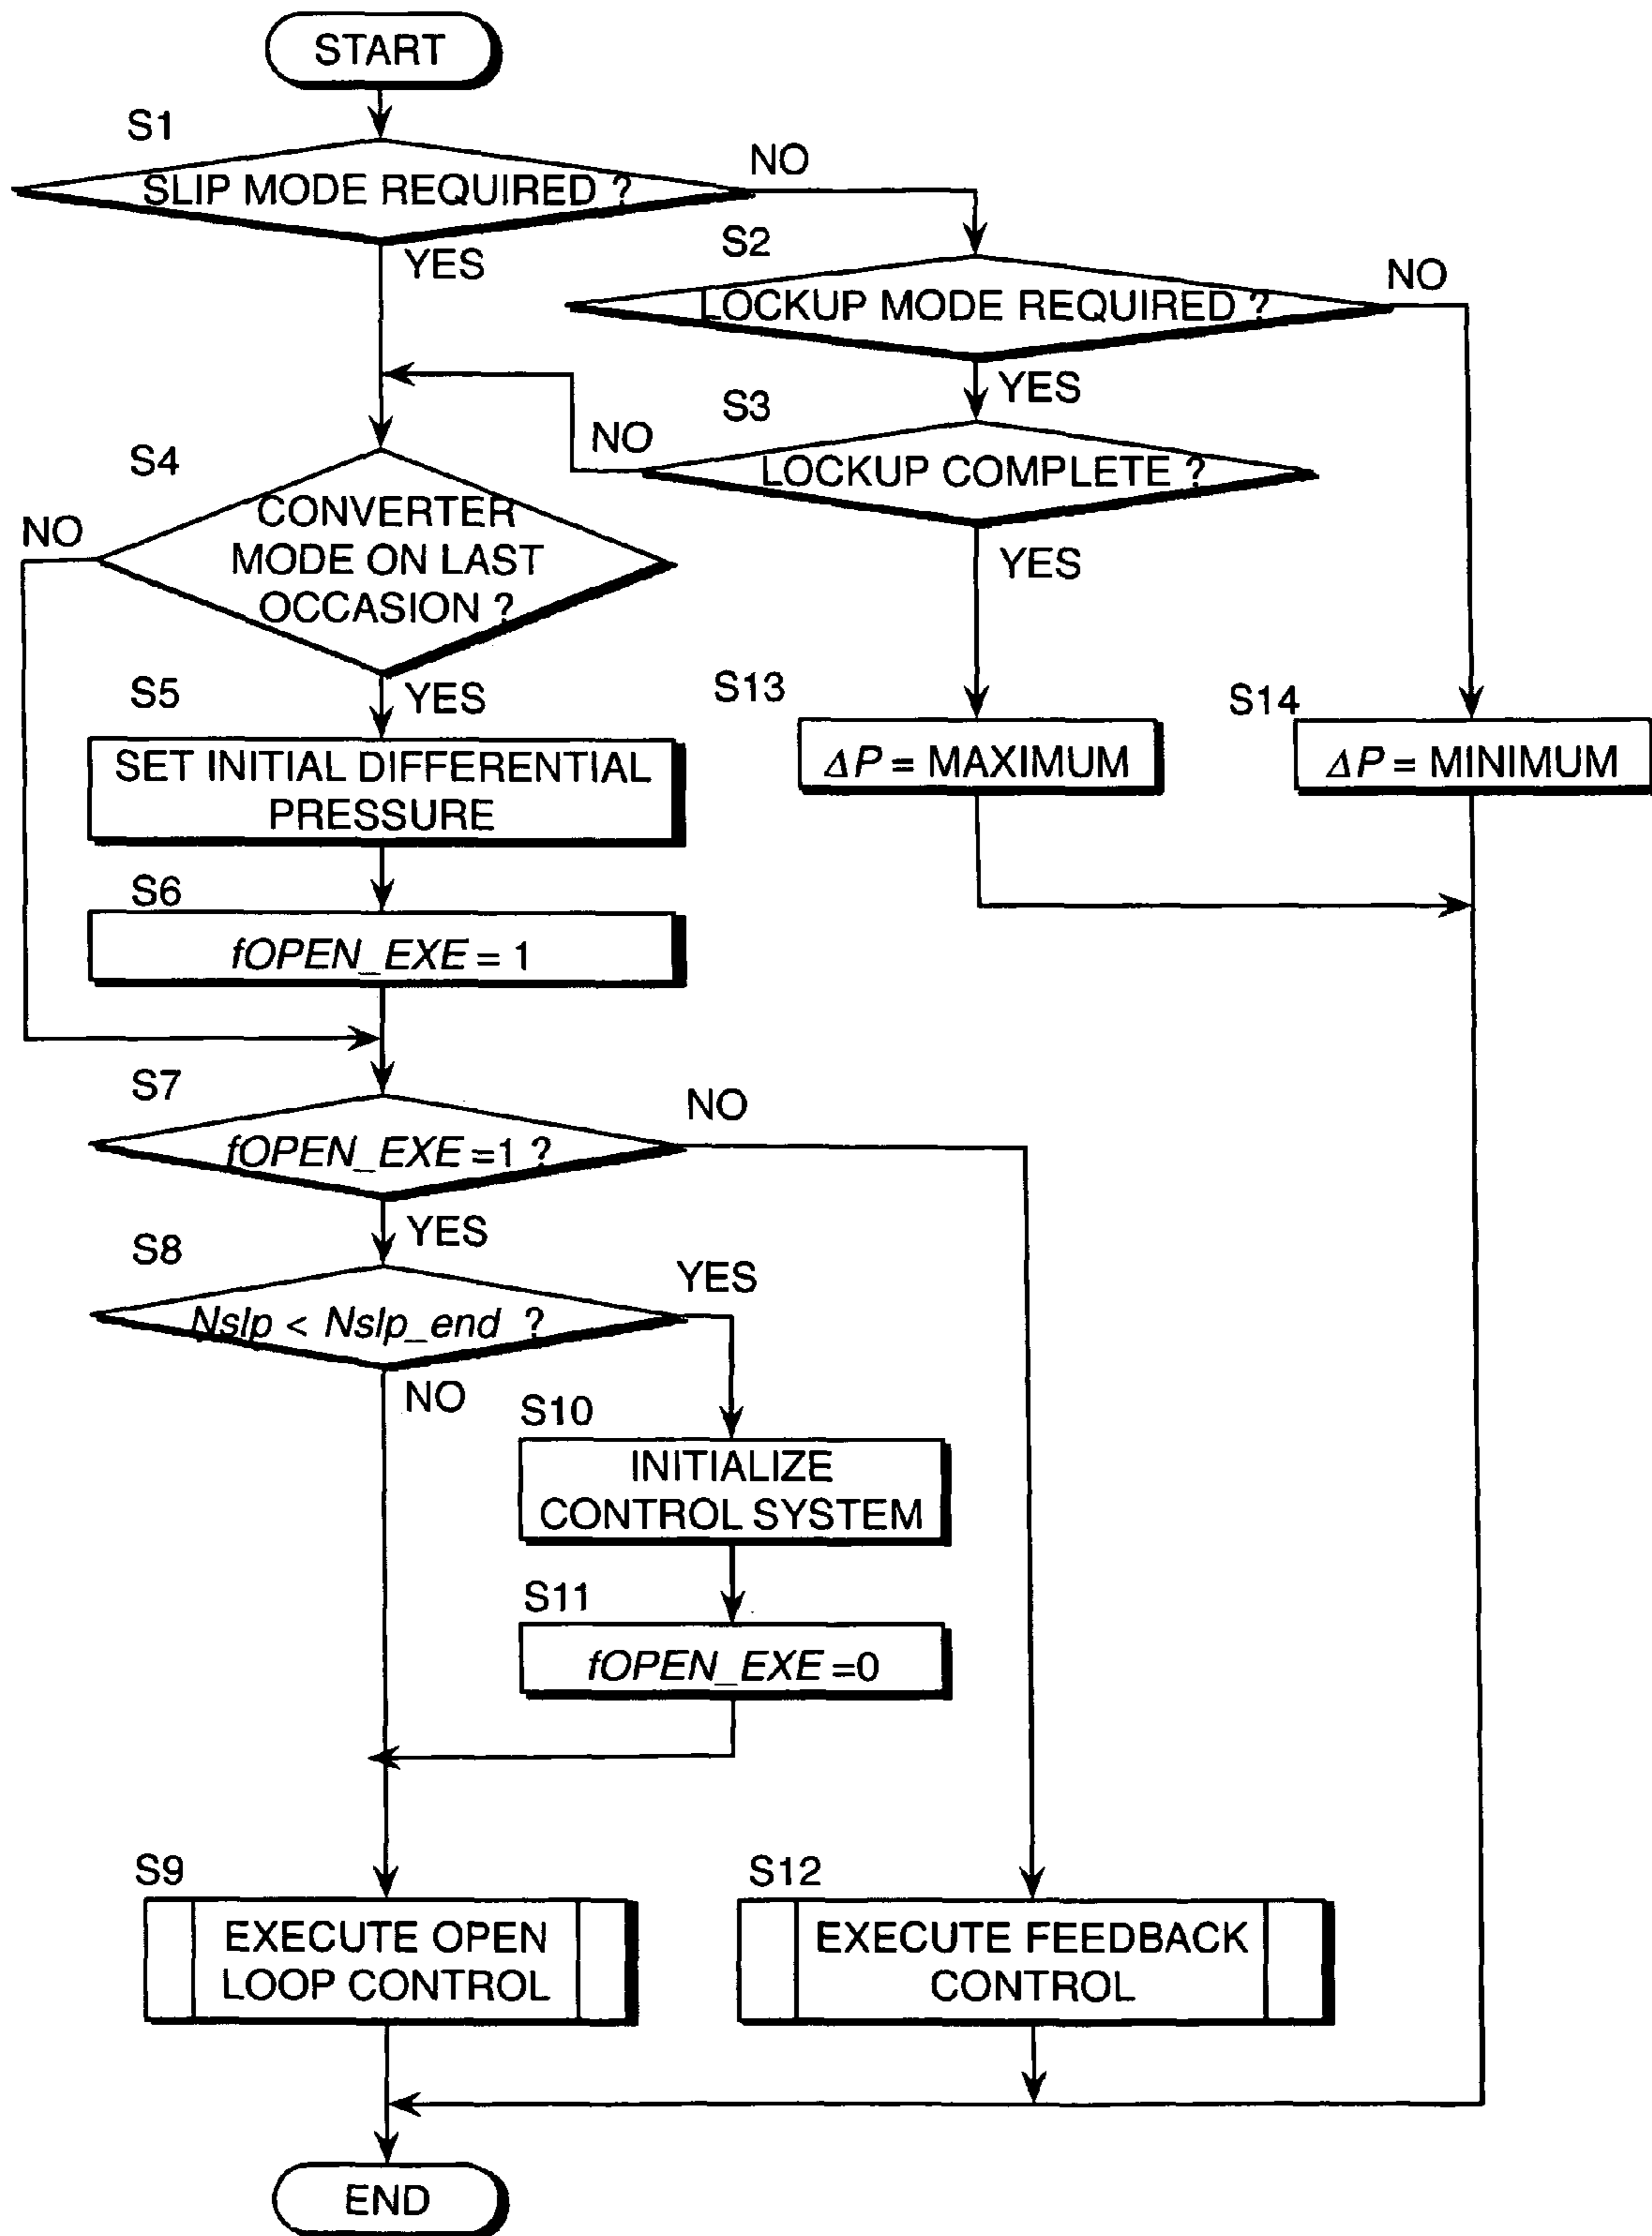 START
S1
SLIP MODE REQUIRED ?
NO
YES
S2
LOCKUP MODE REQUIRED ?
NO
YES
S3
LOCKUP COMPLETE ?
NO
YES
S4
CONVERTER
MODE ON LAST
OCCASION ?
NO
YES
S5
SET INITIAL DIFFERENTIAL
PRESSURE
S13
ΔP = MAXIMUM
S14
ΔP = MINIMUM
S6
fOPEN_EXE = 1
S7
fOPEN_EXE =1 ?
NO
YES
S8
Nslp < Nslp_end ?
YES
NO
S10
INITIALIZE
CONTROL SYSTEM
S11
fOPEN_EXE =0
S9
EXECUTE OPEN
LOOP CONTROL
S12
EXECUTE FEEDBACK
CONTROL
END